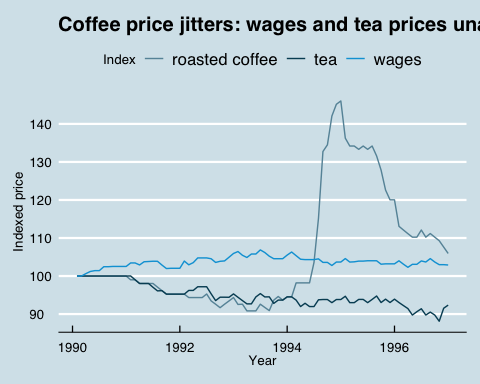 Coffee price jitters: wages and tea prices una
Index roasted coffee tea wages
140
130
120
110
100
90
Indexed price
1990 1992 1994 1996
Year